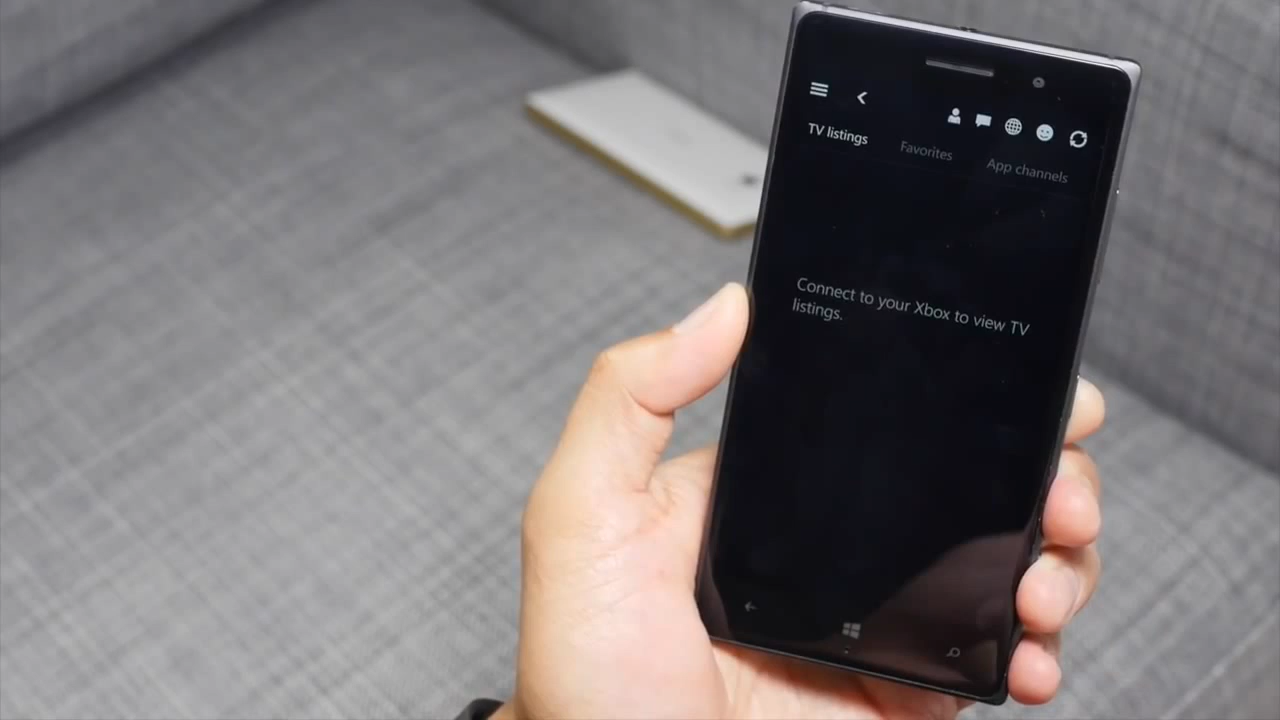 TV listings
Favorites
App channels
Connect to your Xbox to view TV
listings.